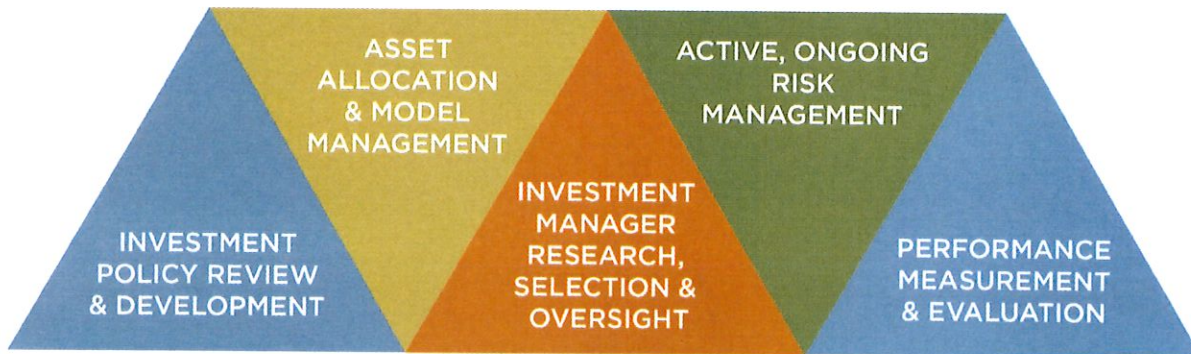 INVESTMENT
POLICY REVIEW
& DEVELOPMENT
ASSET
ALLOCATION
& MODEL
MANAGEMENT
INVESTMENT
MANAGER
RESEARCH,
SELECTION &
OVERSIGHT
ACTIVE, ONGOING
RISK
MANAGEMENT
PERFORMANCE
MEASUREMENT
& EVALUATION